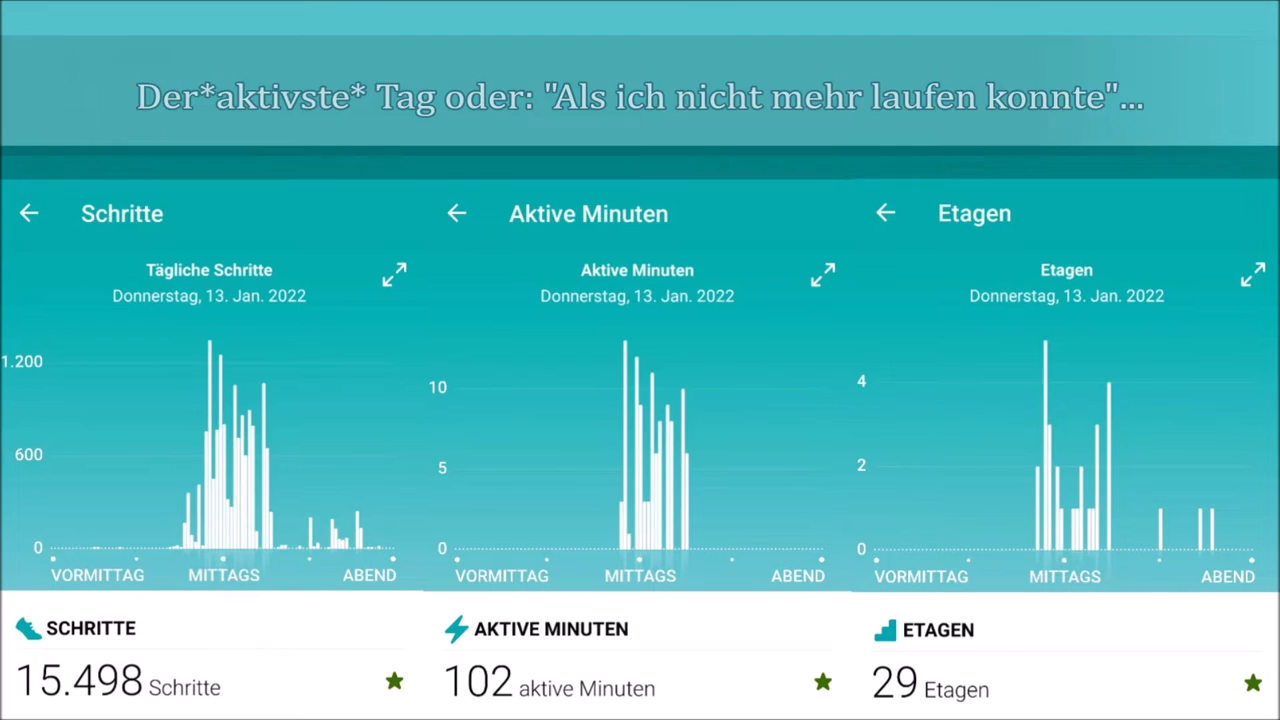 Der*aktivste* Tag oder: "Als ich nicht mehr laufen konnte"...
Schritte
Tägliche Schritte
Donnerstag, 13. Jan. 2022
1.200
600
0
VORMITTAG MITTAGS ABEND
SCHRITTE
15.498 Schritte
Aktive Minuten
Aktive Minuten
Donnerstag, 13. Jan. 2022
10
5
0
VORMITTAG MITTAGS ABEND
AKTIVE MINUTEN
102 aktive Minuten
Etagen
Etagen
Donnerstag, 13. Jan. 2022
4
2
0
VORMITTAG MITTAGS ABEND
ETAGEN
29 Etagen